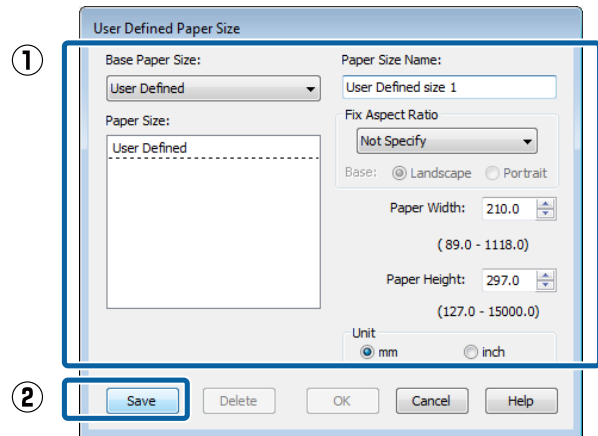 User Defined Paper Size
①
Base Paper Size:
User Defined
Paper Size:
User Defined
Paper Size Name:
User Defined size 1
Fix Aspect Ratio
Not Specify
Base: Landscape Portrait
Paper Width: 210.0
( 89.0 - 1118.0)
Paper Height: 297.0
(127.0 - 15000.0)
Unit
mm inch
②
Save Delete OK Cancel Help